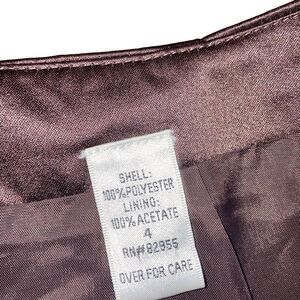 SHELL:
100%POLYESTER
LINING:
100%ACETATE
4
RN#82955
OVER FOR CARE